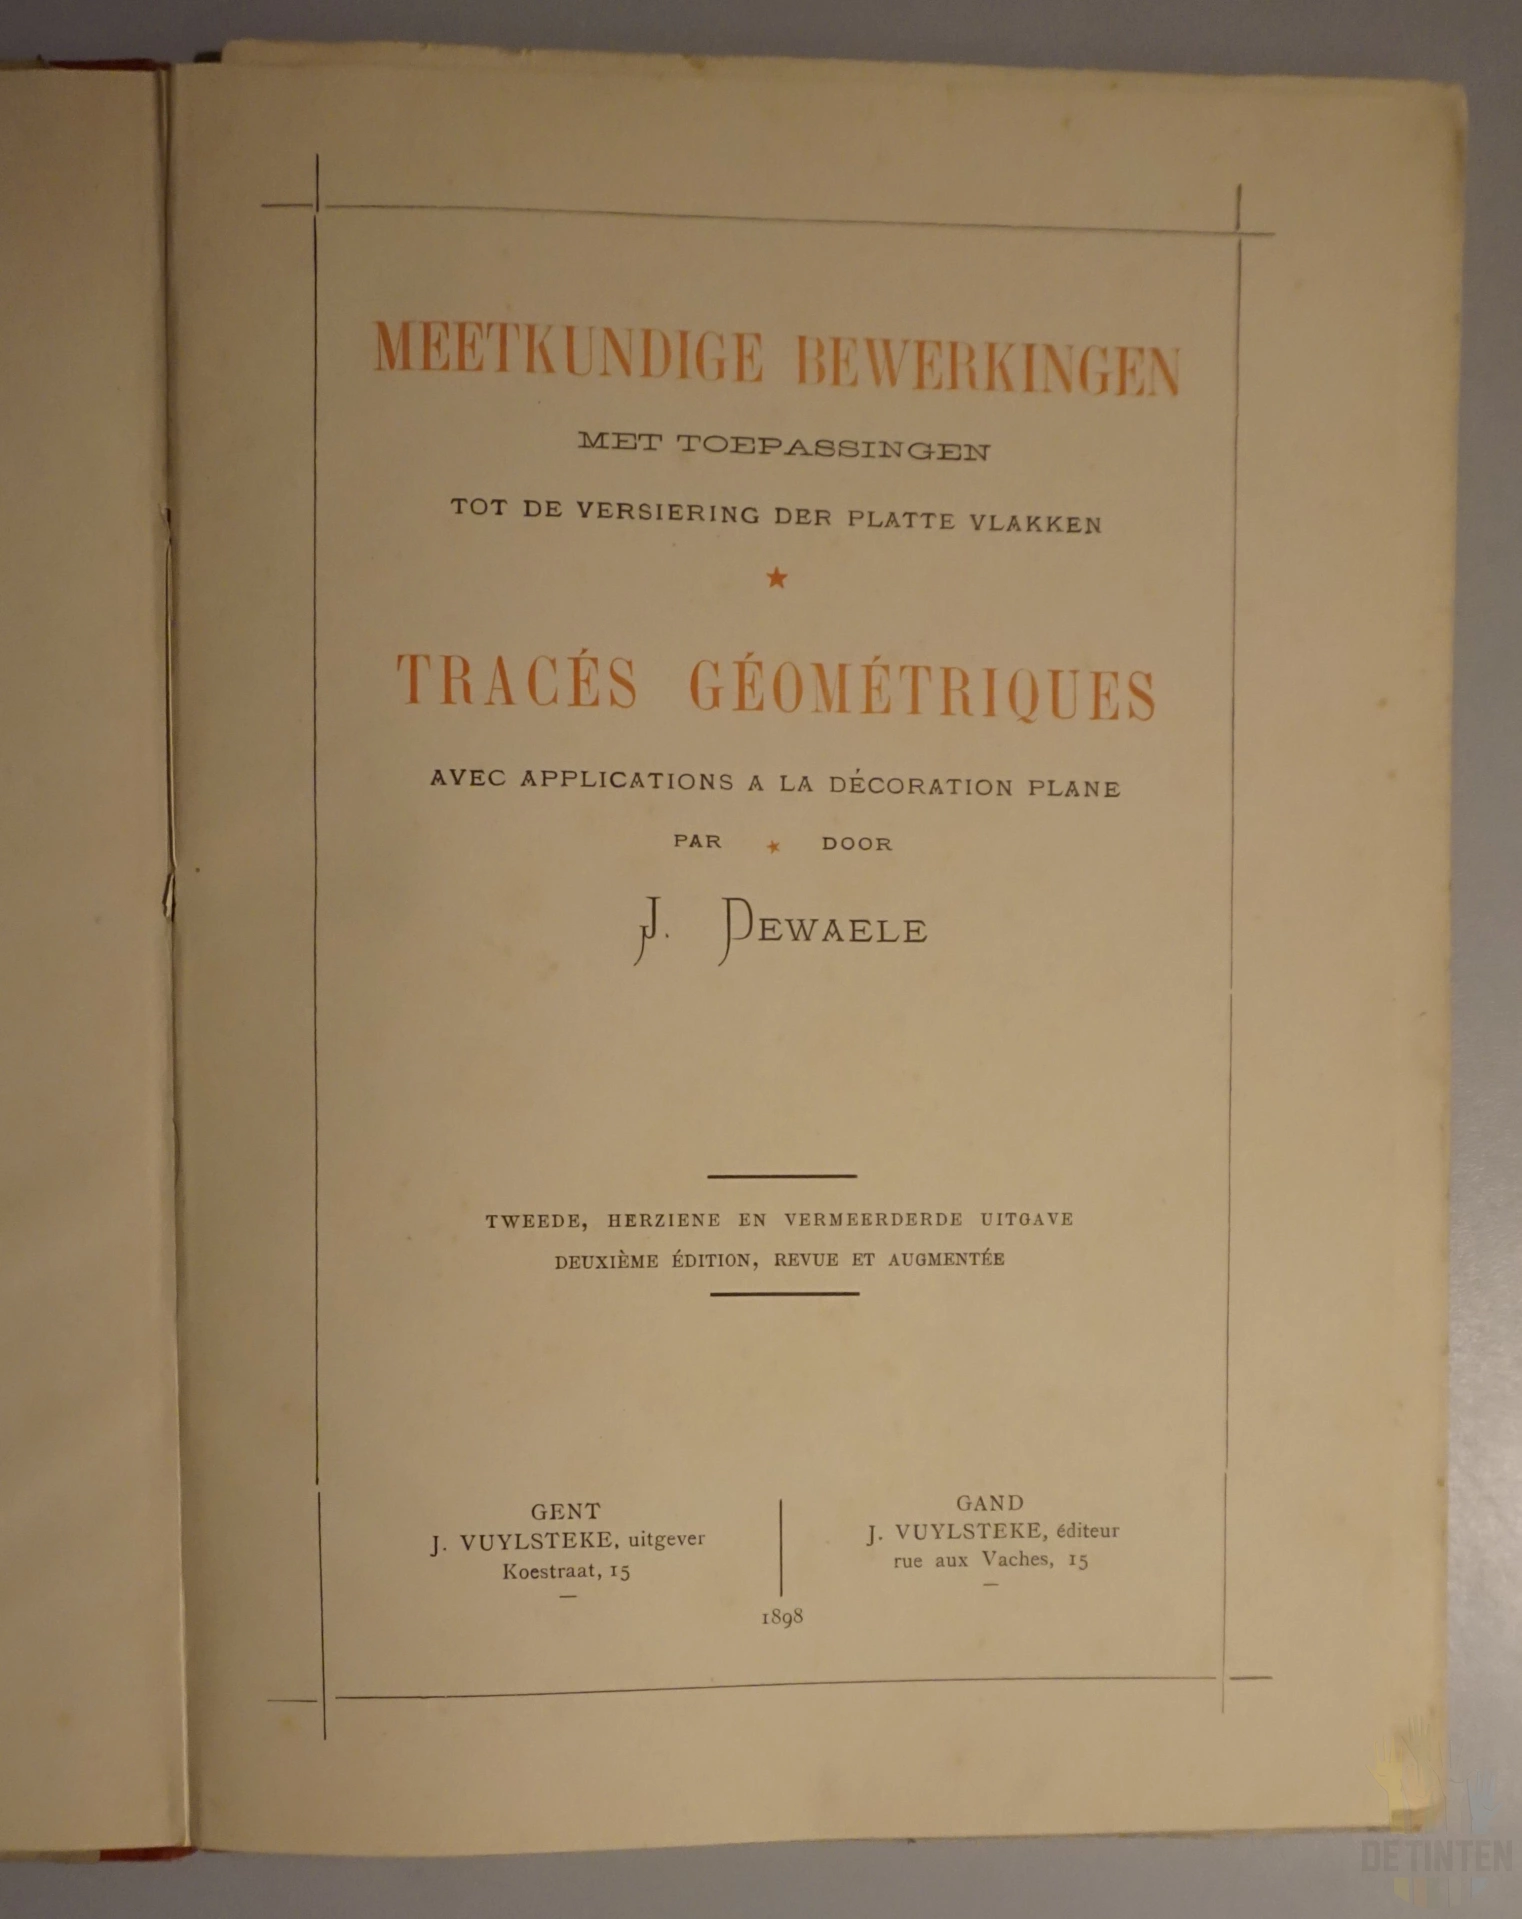 MEETKUNDIGE BEWERKINGEN
MET TOEPASSINGEN
TOT DE VERSIERING DER PLATTE VLAKKEN
★
TRACÉS GÉOMÉTRIQUES
AVEC APPLICATIONS A LA DÉCORATION PLANE
PAR ★ DOOR
J. DEWAELE
TWEEDE, HERZIENE EN VERMEERDERDE UITGAVE
DEUXIÈME ÉDITION, REVUE ET AUGMENTÉE
GENT
J. VUYLSTEKE, uitgever
Koestraat, 15
GAND
J. VUYLSTEKE, éditeur
rue aux Vaches, 15
1898
DE TINTEN